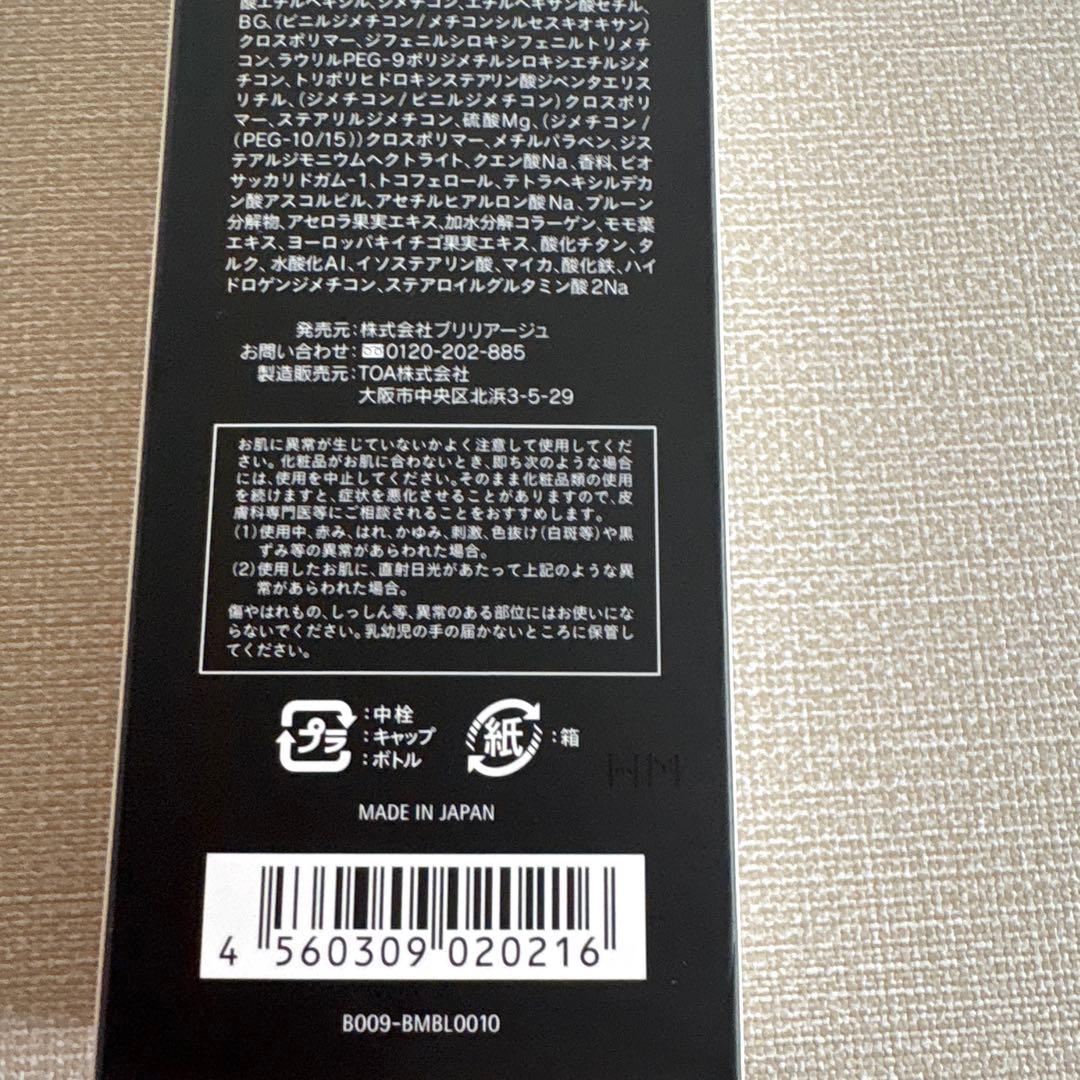 酸エチルヘキシル、ジメチコン、エチルヘキサン酸セチル、
BG、(ビニルジメチコン/メチコンシルセスキオキサン)
クロスポリマー、ジフェニルシロキシフェニルトリメチ
コン、ラウリルPEG-9ポリジメチルシロキシエチルジメ
チコン、トリポリヒドロキシステアリン酸ジペンタエリス
リチル、(ジメチコン/ビニルジメチコン)クロスポリ
マー、ステアリルジメチコン、硫酸Mg、(ジメチコン/
(PEG-10/15))クロスポリマー、メチルパラベン、ジス
テアルジモニウムヘクトライト、クエン酸Na、香料、ビオ
サッカリドガム-1、トコフェロール、テトラヘキシルデカ
ン酸アスコルビル、アセチルヒアルロン酸Na、プルーン
分解物、アセロラ果実エキス、加水分解コラーゲン、モモ葉
エキス、ヨーロッパキイチゴ果実エキス、酸化チタン、タ
ルク、水酸化Al、イソステアリン酸、マイカ、酸化鉄、ハイ
ドロゲンジメチコン、ステアロイルグルタミン酸2Na
発売元:株式会社ブリリアージュ
お問い合わせ:0120-202-885
製造販売元:TOA株式会社
大阪市中央区北浜3-5-29
お肌に異常が生じていないかよく注意して使用してくだ
さい。化粧品がお肌に合わないとき、即ち次のような場合
には、使用を中止してください。そのまま化粧品類の使用
を続けますと、症状を悪化させることがありますので、皮
膚科専門医等にご相談されることをおすすめします。
(1)使用中、赤み、はれ、かゆみ、刺激、色抜け(白斑等)や黒
ずみ等の異常があらわれた場合。
(2)使用したお肌に、直射日光があたって上記のような異
常があらわれた場合。
傷やはれもの、しっしん等、異常のある部位にはお使いにな
らないでください。乳幼児の手の届かないところに保管し
てください。
プラ
:中栓
:キャップ
:ボトル
紙
:箱
MADE IN JAPAN
4 560309 020216
B009-BMBL0010